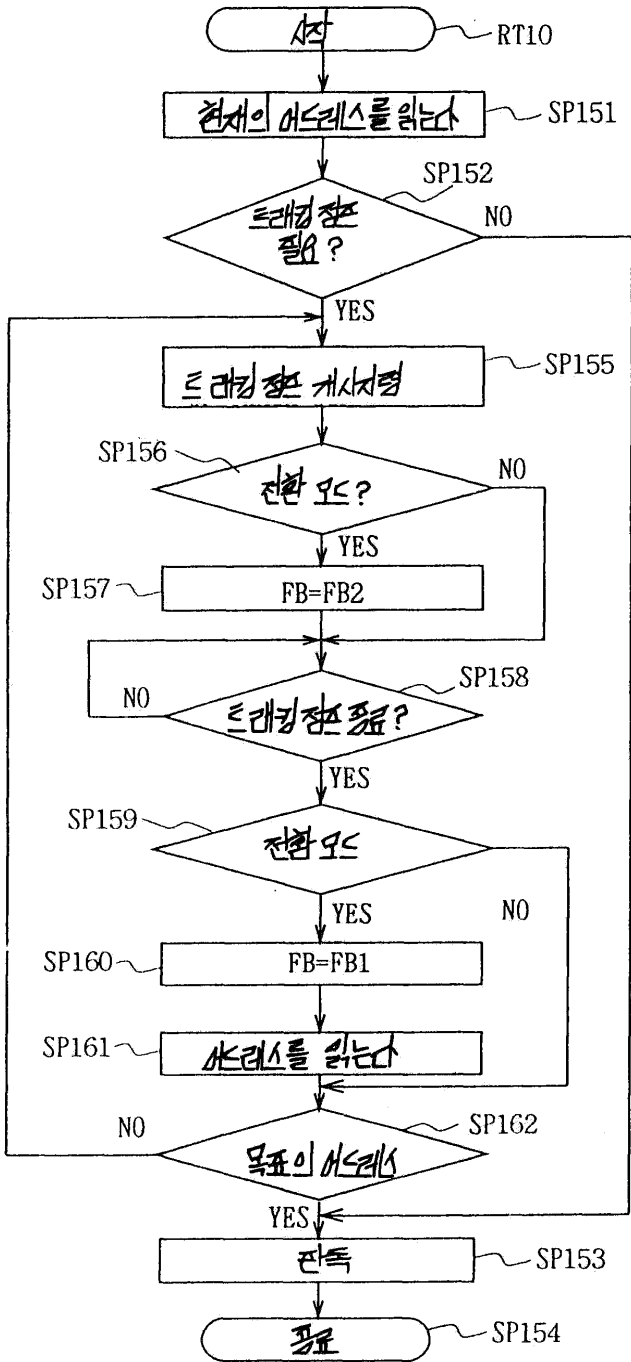 시작
RT10
현재의 어드레스를 읽는다
SP151
SP152
트래킹 점프
필요?
NO
YES
트래킹 점프 개시지령
SP155
SP156
전환 모드?
NO
YES
SP157
FB=FB2
NO
SP158
트래킹 점프 종료?
YES
SP159
전환 모드
YES
NO
SP160
FB=FB1
SP161
어드레스를 읽는다
NO
SP162
목표의 어드레스
YES
판독
SP153
종료
SP154